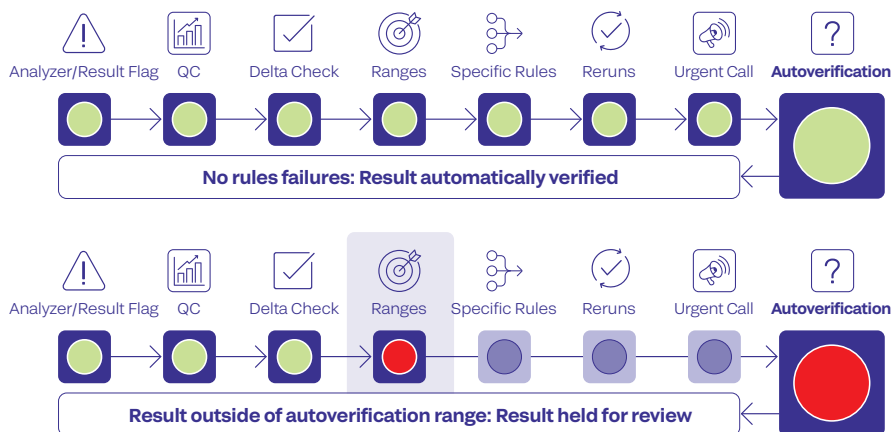 Analyzer/Result Flag QC Delta Check Ranges Specific Rules Reruns Urgent Call Autoverification
No rules failures: Result automatically verified
Analyzer/Result Flag QC Delta Check Ranges Specific Rules Reruns Urgent Call Autoverification
Result outside of autoverification range: Result held for review